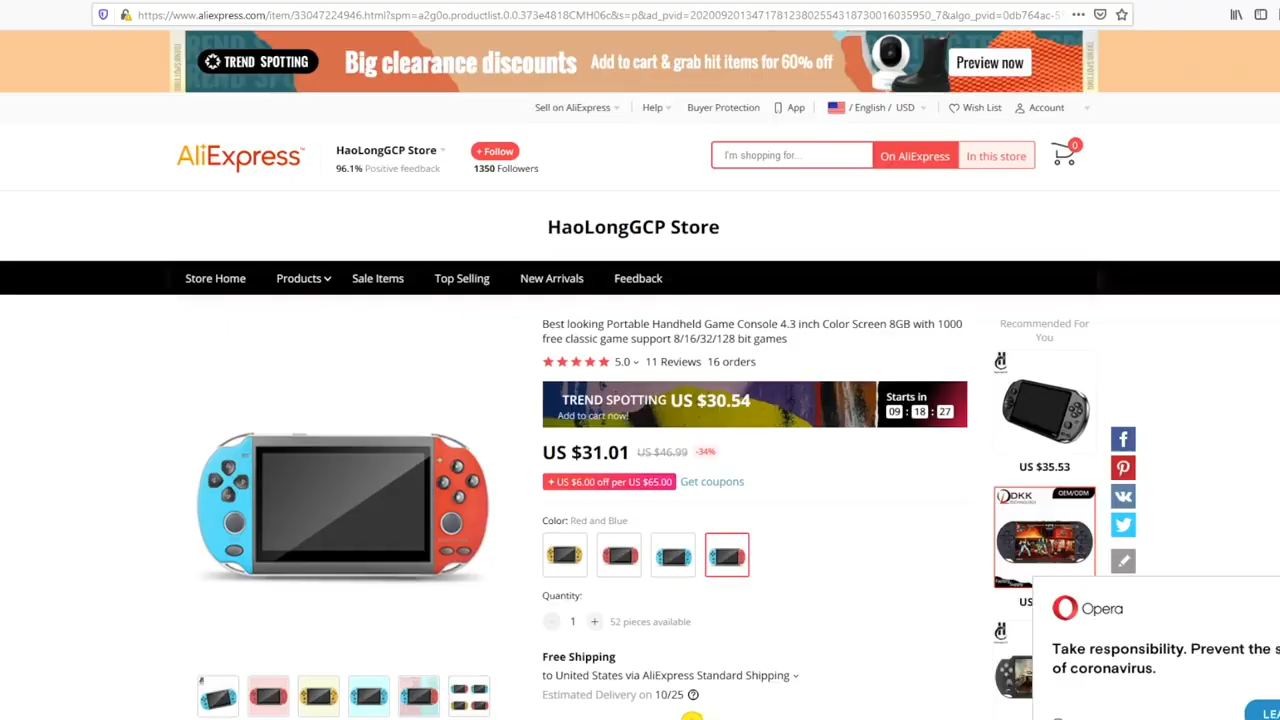 https://www.aliexpress.com/item/33047224946.html?spm=a2g0o.productlist.0.0.373e4818CMH06c&s=p&ad_pvid=202009201347178123802554318730016035950_7&algo_pvid=0db764ac-5
TREND SPOTTING
Big clearance discounts
Add to cart & grab hit items for 60% off
Preview now
Sell on AliExpress
Help
Buyer Protection
App
/ English / USD
Wish List
Account
AliExpress
HaoLongGCP Store
+ Follow
96.1% Positive feedback
1350 Followers
I'm shopping for...
On AliExpress
In this store
0
HaoLongGCP Store
Store Home
Products
Sale Items
Top Selling
New Arrivals
Feedback
Best looking Portable Handheld Game Console 4.3 inch Color Screen 8GB with 1000
free classic game support 8/16/32/128 bit games
5.0
11 Reviews
16 orders
TREND SPOTTING US $30.54
Add to cart now!
Starts in
09 : 18 : 27
US $31.01 US $46.99 -34%
+ US $6.00 off per US $65.00
Get coupons
Color: Red and Blue
Quantity:
- 1 + 52 pieces available
Free Shipping
to United States via AliExpress Standard Shipping
Estimated Delivery on 10/25
Recommended For
You
US $35.53
DKK
TECHNOLOGY
OEM/ODM
US
Opera
Take responsibility. Prevent the s
of coronavirus.
LEA